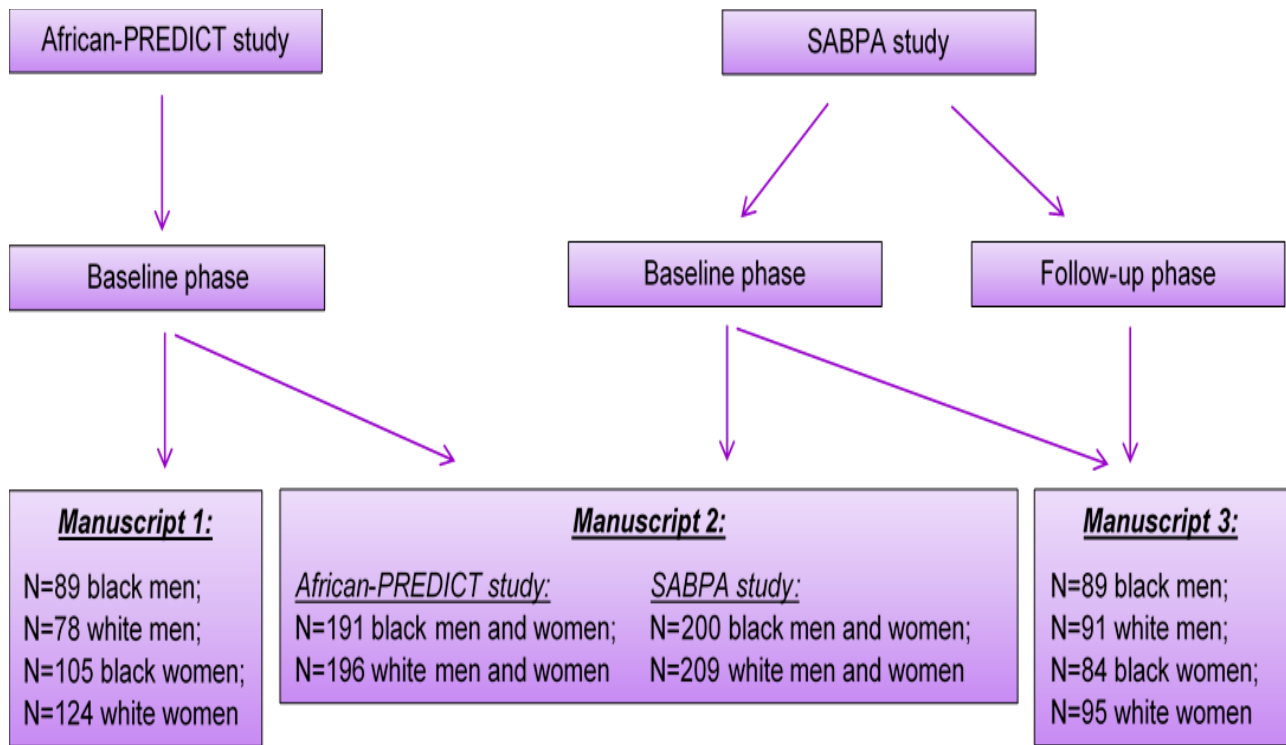 African-PREDICT study
SABPA study
Baseline phase
Baseline phase
Follow-up phase
Manuscript 1:
N=89 black men;
N=78 white men;
N=105 black women;
N=124 white women
Manuscript 2:
African-PREDICT study:
N=191 black men and women;
N=196 white men and women
SABPA study:
N=200 black men and women;
N=209 white men and women
Manuscript 3:
N=89 black men;
N=91 white men;
N=84 black women;
N=95 white women